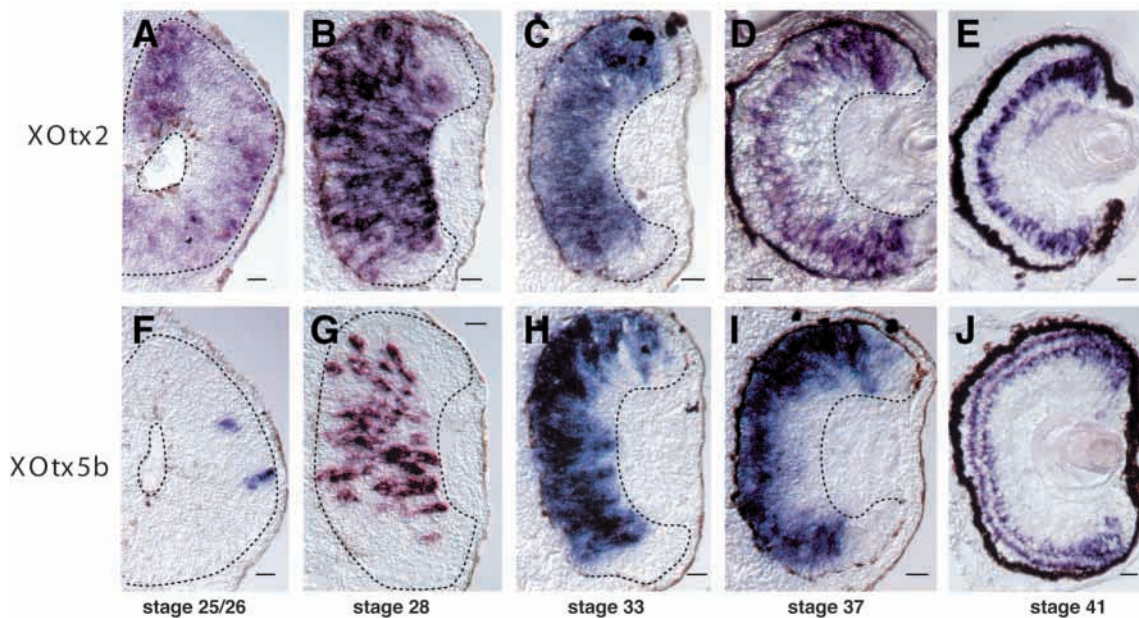 A B C D E
XOtx2
F G H I J
XOtx5b
stage 25/26 stage 28 stage 33 stage 37 stage 41